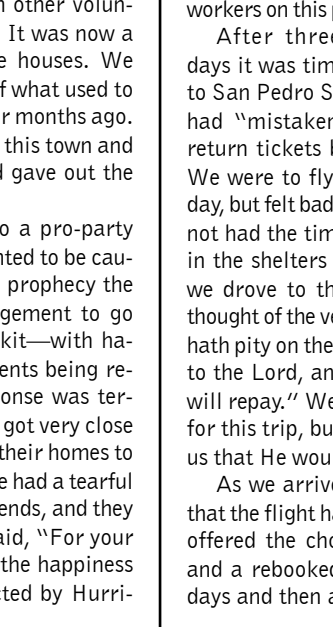 other volun-
It was now a
houses. We
of what used to
r months ago.
this town and
gave out the
o a pro-party
nted to be cau-
prophecy the
gement to go
kit—with ha-
ents being re-
onse was ter-
got very close
their homes to
e had a tearful
ends, and they
aid, “For your
the happiness
cted by Hurri-
workers on this
After three
days it was tim
to San Pedro S
had “mistaken
return tickets
We were to fly
day, but felt bad
not had the tim
in the shelters
we drove to th
thought of the ve
hath pity on the
to the Lord, an
will repay.” We
for this trip, bu
us that He wou
As we arrive
that the flight ha
offered the cho
and a rebooked
days and then a